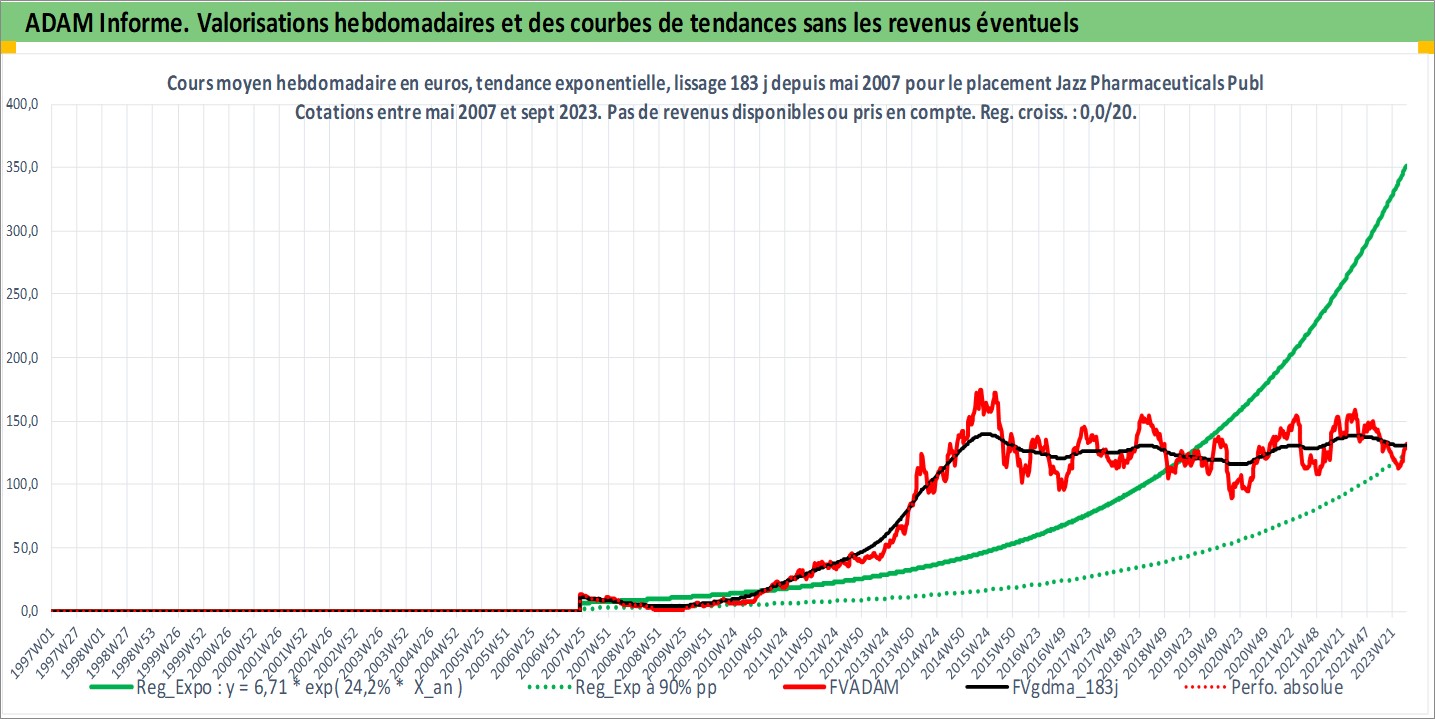 ADAM Informe. Valorisations hebdomadaires et des courbes de tendances sans les revenus éventuels
Cours moyen hebdomadaire en euros, tendance exponentielle, lissage 183 j depuis mai 2007 pour le placement Jazz Pharmaceuticals Publ
Cotations entre mai 2007 et sept 2023. Pas de revenus disponibles ou pris en compte. Reg. croiss. : 0,0/20.
400,0
350,0
300,0
250,0
200,0
150,0
100,0
50,0
0,0
1997W01 1997W27 1998W01 1998W27 1998W53 1999W26 1999W52 2000W26 2000W52 2001W26 2001W52 2002W26 2002W52 2003W26 2003W52 2004W26 2004W52 2005W25 2005W51 2006W25 2006W51 2007W25 2007W51 2008W25 2008W51 2009W25 2009W51 2010W24 2010W50 2011W24 2011W50 2012W24 2012W50 2013W24 2013W50 2014W24 2014W50 2015W24 2015W50 2016W23 2016W49 2017W23 2017W49 2018W23 2018W49 2019W23 2019W49 2020W23 2020W49 2021W22 2021W48 2022W21 2022W47 2023W21
Reg_Expo : y = 6,71 * exp( 24,2% * X_an ) Reg_Exp à 90% pp FVADAM FVgdma_183j Perfo. absolue